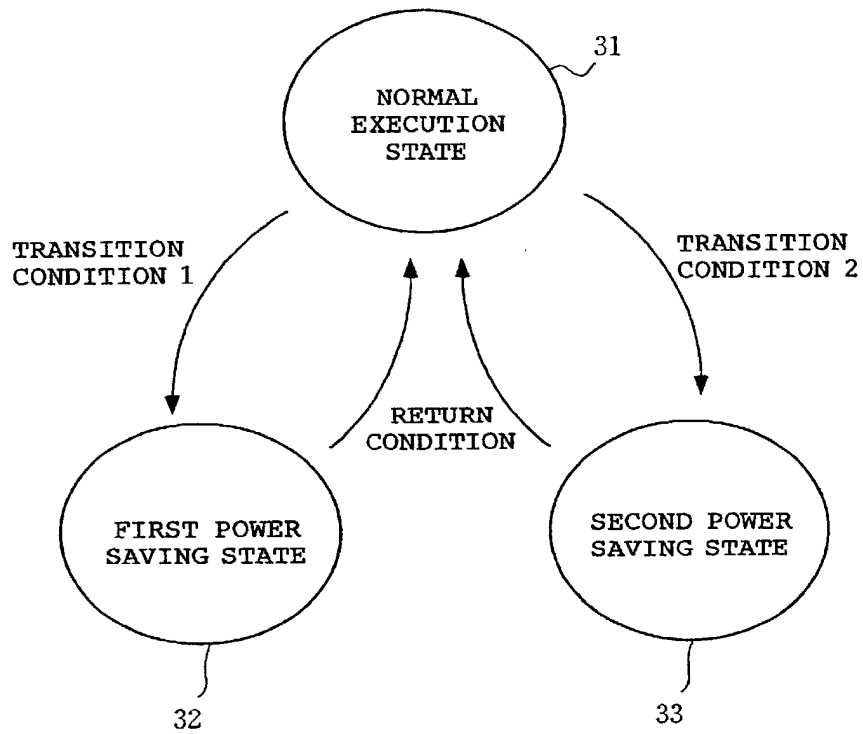 31
NORMAL
EXECUTION
STATE
TRANSITION
CONDITION 1
TRANSITION
CONDITION 2
RETURN
CONDITION
FIRST POWER
SAVING STATE
SECOND POWER
SAVING STATE
32
33